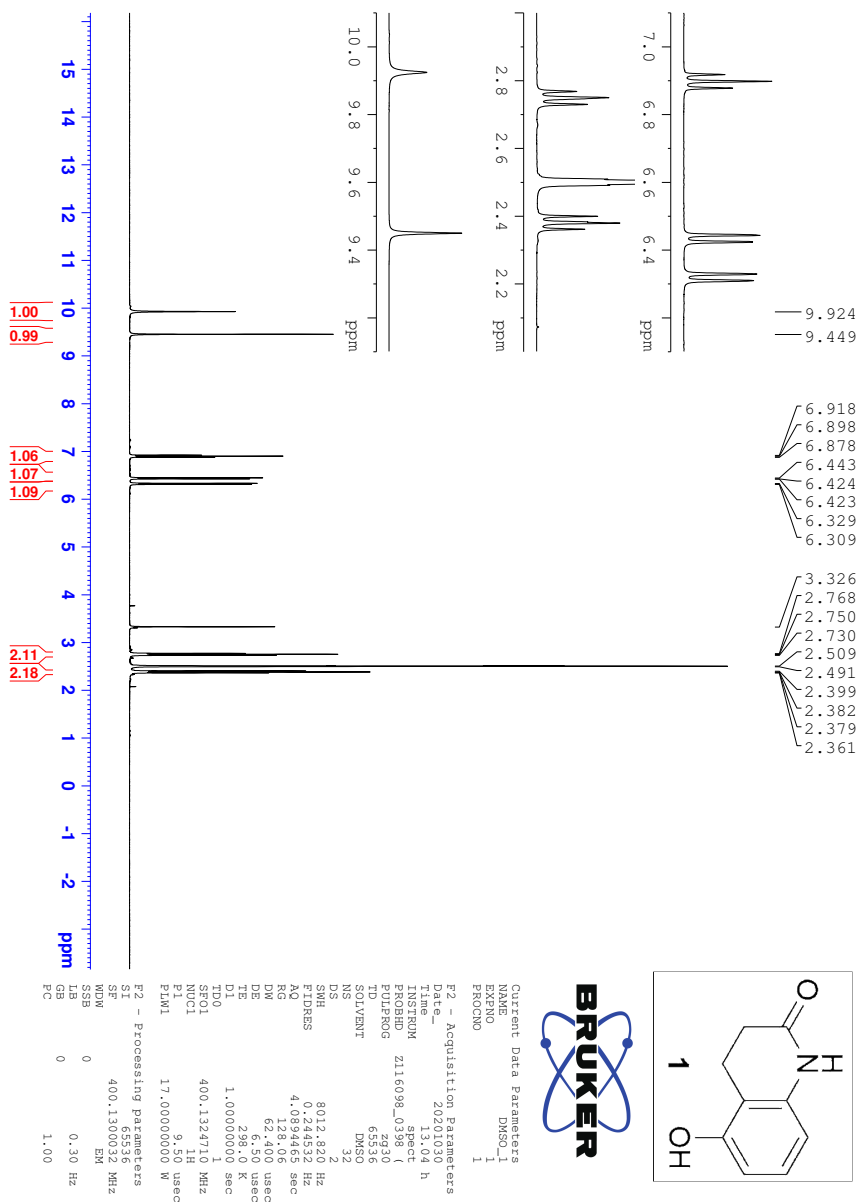 9.924
9.449
6.918
6.898
6.878
6.443
6.424
6.423
6.329
6.309
3.326
2.768
2.750
2.730
2.509
2.491
2.399
2.382
2.379
2.361
H
N
O
OH
1
BRUKER
Current Data Parameters
NAME DMSO_1
EXPNO 1
PROCNO 1
F2 - Acquisition Parameters
Date_ 20201030
Time 13.04 h
INSTRUM spect
PROBHD Z116098_0398 (
PULPROG zg30
TD 65536
SOLVENT DMSO
NS 32
DS 2
SWH 8012.820 Hz
FIDRES 0.244532 Hz
AQ 4.0894465 sec
RG 128.06
DW 62.400 usec
DE 6.50 usec
TE 298.0 K
D1 1.00000000 sec
TD0 1
SFO1 400.1324710 MHz
NUC1 1H
P1 9.50 usec
PLW1 17.00000000 W
F2 - Processing parameters
SI 65536
SF 400.1300032 MHz
WDW EM
SSB 0
LB 0.30 Hz
GB 0
PC 1.00
7.0 6.8 6.6 6.4 ppm
2.8 2.6 2.4 2.2 ppm
10.0 9.8 9.6 9.4 ppm
15 14 13 12 11 10 9 8 7 6 5 4 3 2 1 0 -1 -2 ppm
1.00 0.99 1.06 1.07 1.09 2.11 2.18